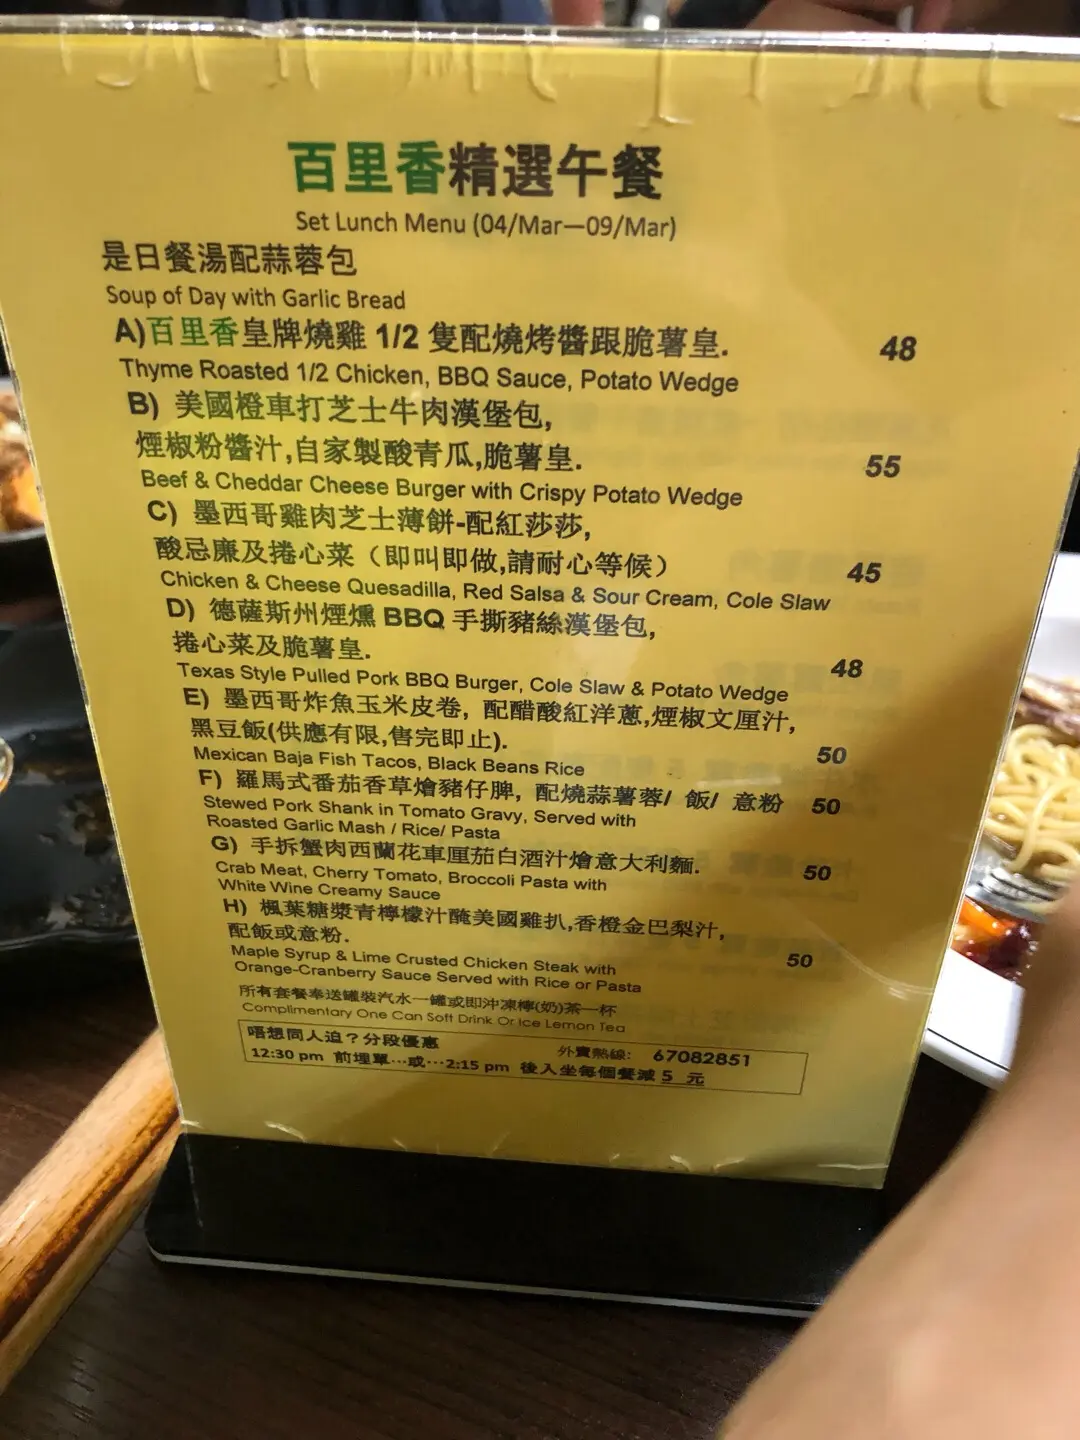 百里香精選午餐
Set Lunch Menu (04/Mar—09/Mar)
是日餐湯配蒜蓉包
Soup of Day with Garlic Bread
A)百里香皇牌燒雞 1/2 隻配燒烤醬跟脆薯皇. 48
Thyme Roasted 1/2 Chicken, BBQ Sauce, Potato Wedge
B) 美國橙車打芝士牛肉漢堡包,
煙椒粉醬汁,自家製酸青瓜,脆薯皇. 55
Beef & Cheddar Cheese Burger with Crispy Potato Wedge
C) 墨西哥雞肉芝士薄餅-配紅莎莎,
酸忌廉及捲心菜（即叫即做,請耐心等候） 45
Chicken & Cheese Quesadilla, Red Salsa & Sour Cream, Cole Slaw
D) 德薩斯州煙燻 BBQ 手撕豬絲漢堡包,
捲心菜及脆薯皇. 48
Texas Style Pulled Pork BBQ Burger, Cole Slaw & Potato Wedge
E) 墨西哥炸魚玉米皮卷, 配醋酸紅洋蔥,煙椒文厘汁,
黑豆飯(供應有限,售完即止). 50
Mexican Baja Fish Tacos, Black Beans Rice
F) 羅馬式番茄香草燴豬仔脾, 配燒蒜薯蓉/ 飯/ 意粉 50
Stewed Pork Shank in Tomato Gravy, Served with
Roasted Garlic Mash / Rice/ Pasta
G) 手拆蟹肉西蘭花車厘茄白酒汁燴意大利麵. 50
Crab Meat, Cherry Tomato, Broccoli Pasta with
White Wine Creamy Sauce
H) 楓葉糖漿青檸檬汁醃美國雞扒,香橙金巴梨汁,
配飯或意粉. 50
Maple Syrup & Lime Crusted Chicken Steak with
Orange-Cranberry Sauce Served with Rice or Pasta
所有套餐奉送罐裝汽水一罐或即沖凍檸(奶)茶一杯
Complimentary One Can Soft Drink Or Ice Lemon Tea
唔想同人迫？分段優惠 外賣熱線: 67082851
12:30 pm 前埋單…或…2:15 pm 後入坐每個餐減 5 元